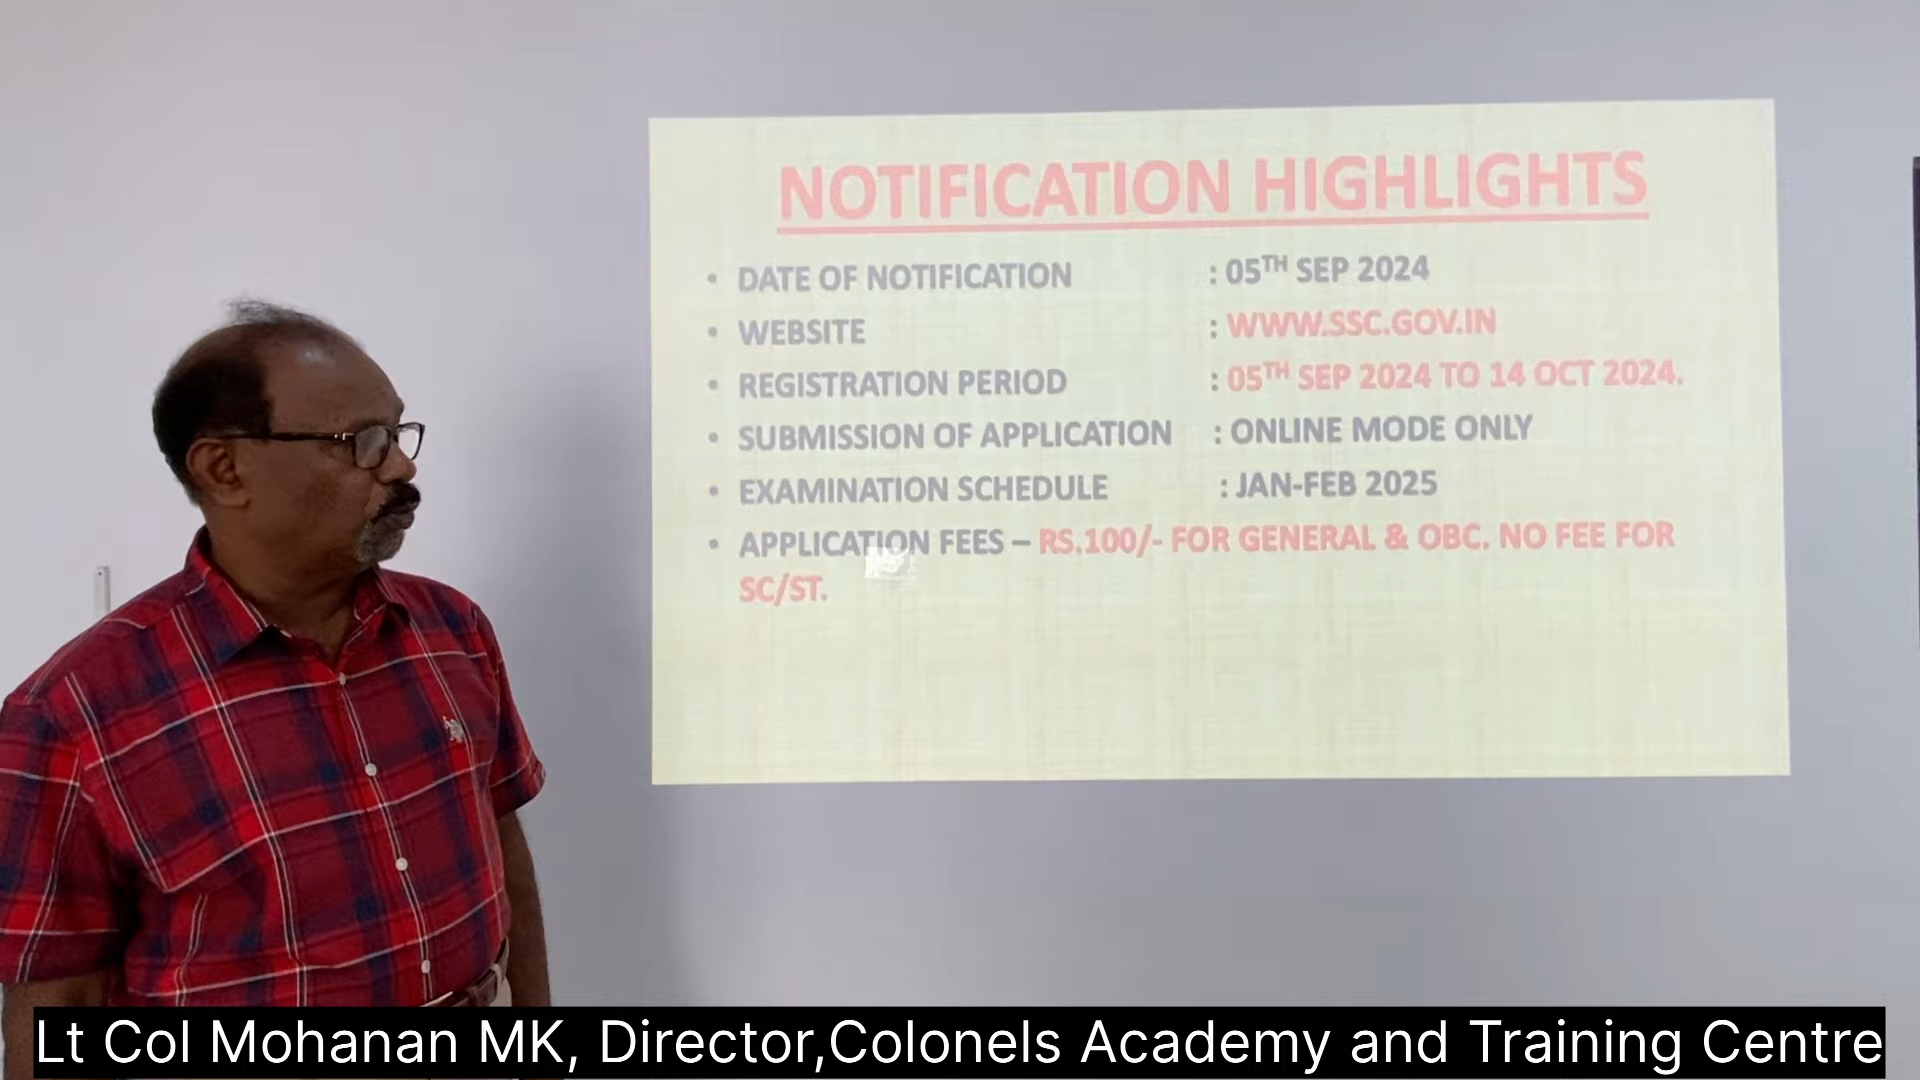 NOTIFICATION HIGHLIGHTS
• DATE OF NOTIFICATION : 05TH SEP 2024
• WEBSITE : WWW.SSC.GOV.IN
• REGISTRATION PERIOD : 05TH SEP 2024 TO 14 OCT 2024.
• SUBMISSION OF APPLICATION : ONLINE MODE ONLY
• EXAMINATION SCHEDULE : JAN-FEB 2025
• APPLICATION FEES – RS.100/- FOR GENERAL & OBC. NO FEE FOR
SC/ST.
Lt Col Mohanan MK, Director,Colonels Academy and Training Centre